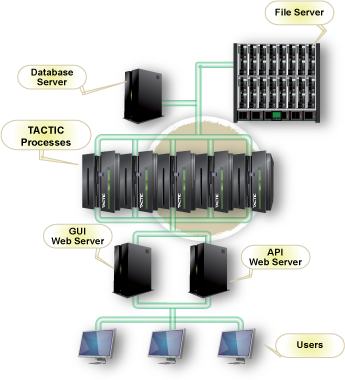 File Server
Database
Server
TACTIC
Processes
TACTIC
TACTIC
TACTIC
TACTIC
TACTIC
GUI
Web Server
API
Web Server
Users